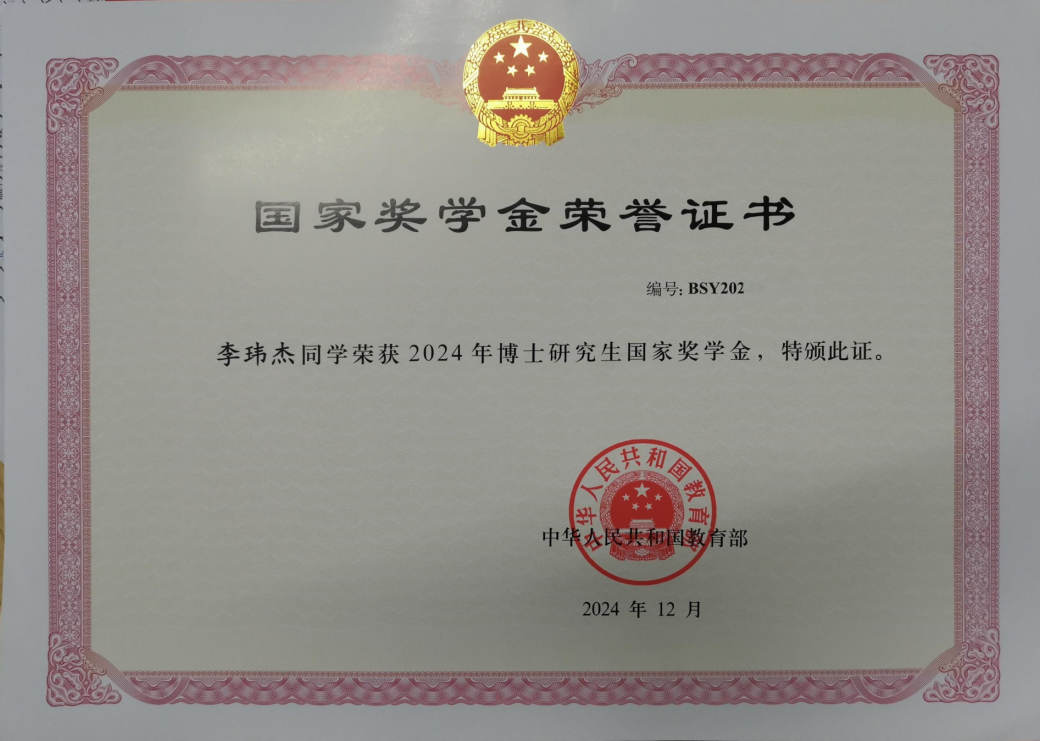 国家奖学金荣誉证书
编号: BSY202
李玮杰同学荣获 2024 年博士研究生国家奖学金，特颁此证。
中华人民共和国教育部
中华人民共和国教育部
2024 年 12 月